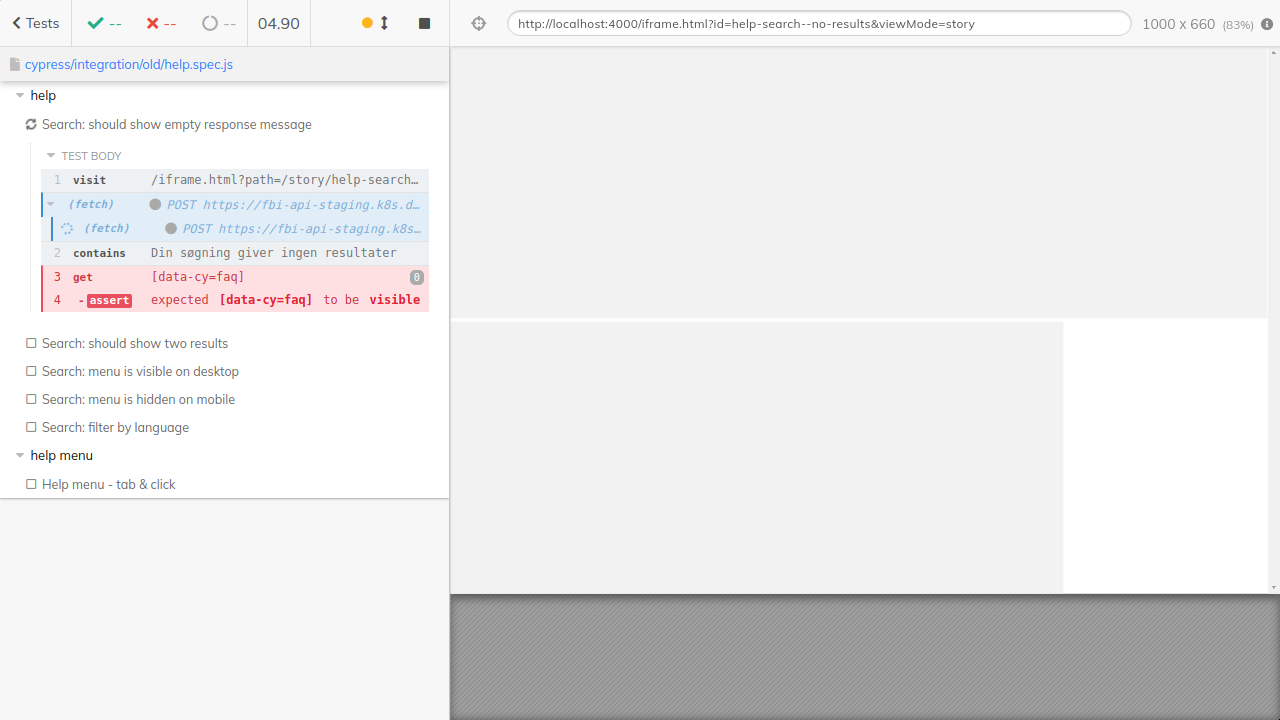 Tests -- -- -- 04.90
http://localhost:4000/iframe.html?id=help-search--no-results&viewMode=story 1000 x 660 (83%)
cypress/integration/old/help.spec.js
help
Search: should show empty response message
TEST BODY
1 visit /iframe.html?path=/story/help-search…
(fetch) POST https://fbi-api-staging.k8s.d…
(fetch) POST https://fbi-api-staging.k8s…
2 contains Din søgning giver ingen resultater
3 get [data-cy=faq] 0
4 -assert expected [data-cy=faq] to be visible
Search: should show two results
Search: menu is visible on desktop
Search: menu is hidden on mobile
Search: filter by language
help menu
Help menu - tab & click